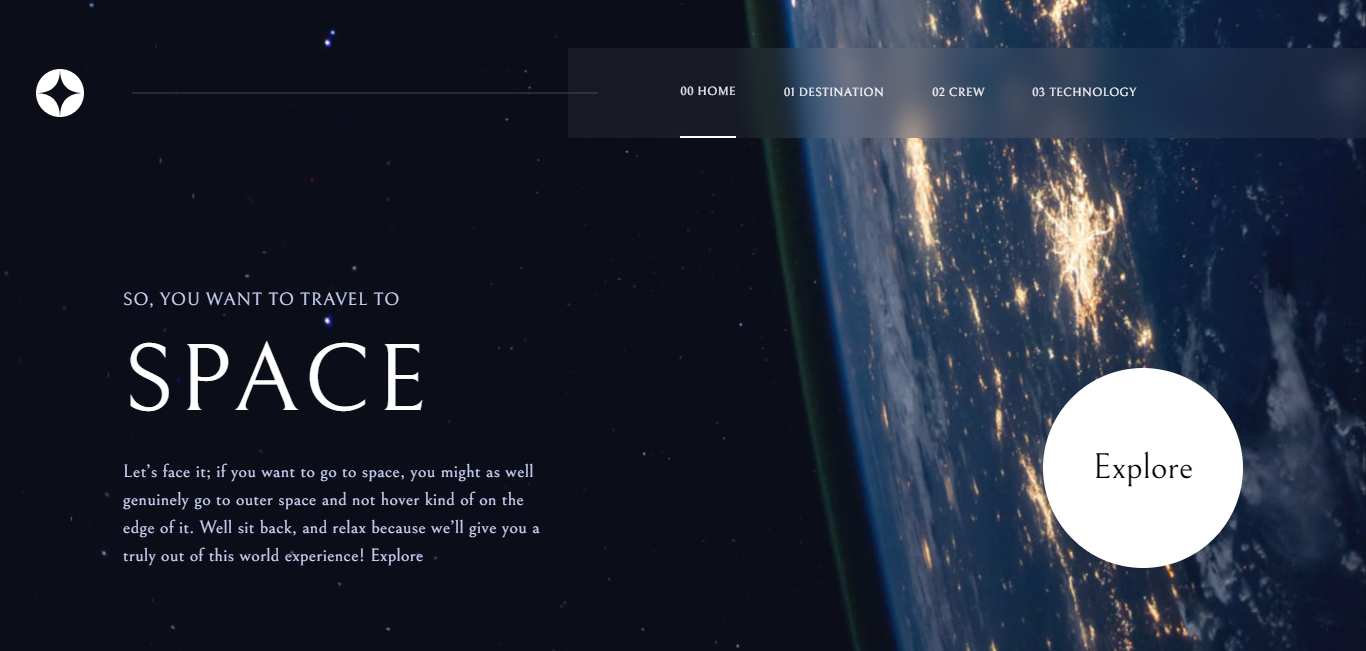 00 HOME 01 DESTINATION 02 CREW 03 TECHNOLOGY
SO, YOU WANT TO TRAVEL TO
SPACE
Let’s face it; if you want to go to space, you might as well
genuinely go to outer space and not hover kind of on the
edge of it. Well sit back, and relax because we’ll give you a
truly out of this world experience! Explore
Explore